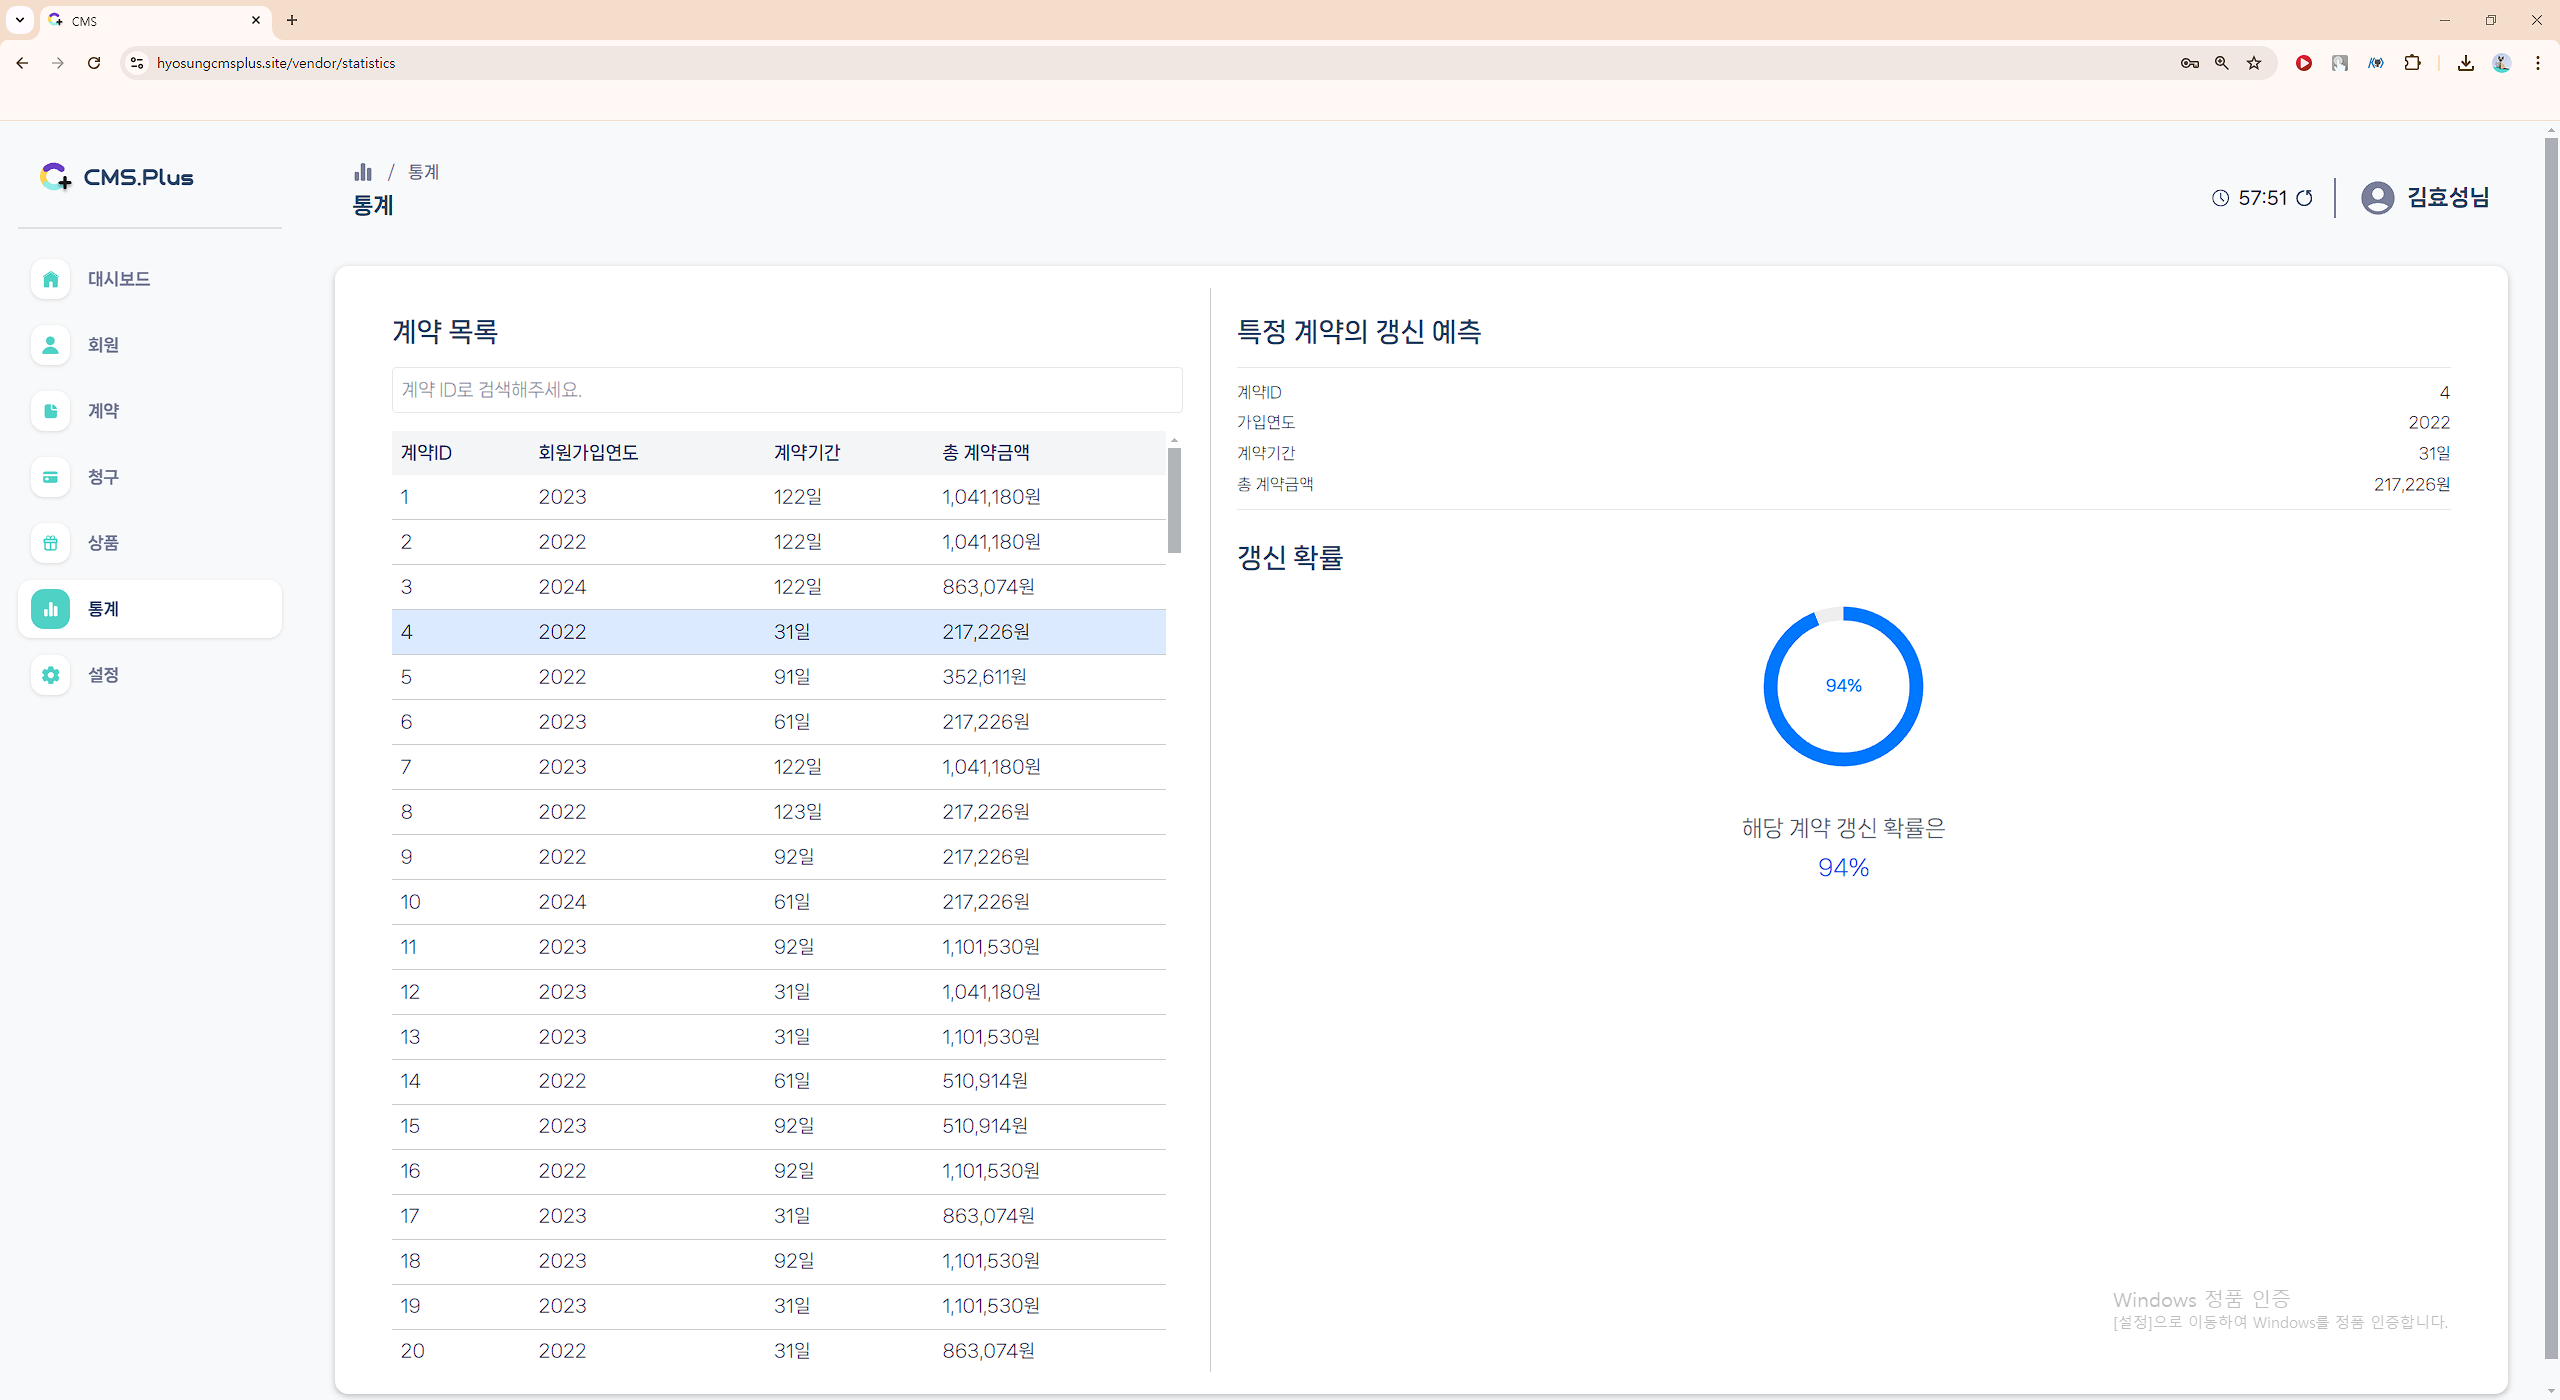 CMS
hyosungcmsplus.site/vendor/statistics
CMS.Plus
/ 통계
통계
57:51
김효성님
대시보드
회원
계약
청구
상품
통계
설정
계약 목록
계약 ID로 검색해주세요.
계약ID 회원가입연도 계약기간 총 계약금액
1 2023 122일 1,041,180원
2 2022 122일 1,041,180원
3 2024 122일 863,074원
4 2022 31일 217,226원
5 2022 91일 352,611원
6 2023 61일 217,226원
7 2023 122일 1,041,180원
8 2022 123일 217,226원
9 2022 92일 217,226원
10 2024 61일 217,226원
11 2023 92일 1,101,530원
12 2023 31일 1,041,180원
13 2023 31일 1,101,530원
14 2022 61일 510,914원
15 2023 92일 510,914원
16 2022 92일 1,101,530원
17 2023 31일 863,074원
18 2023 92일 1,101,530원
19 2023 31일 1,101,530원
20 2022 31일 863,074원
특정 계약의 갱신 예측
계약ID 4
가입연도 2022
계약기간 31일
총 계약금액 217,226원
갱신 확률
94%
해당 계약 갱신 확률은
94%
Windows 정품 인증
[설정]으로 이동하여 Windows를 정품 인증합니다.